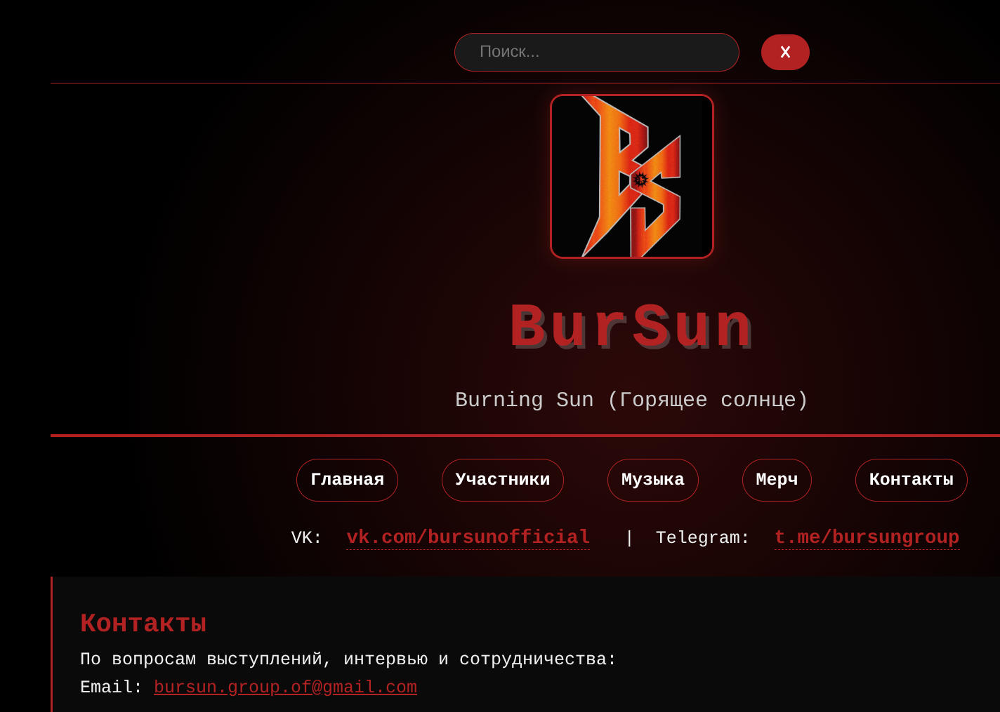 Поиск...
X
BS
BurSun
Burning Sun (Горящее солнце)
Главная Участники Музыка Мерч Контакты
VK: vk.com/bursunofficial | Telegram: t.me/bursungroup
Контакты
По вопросам выступлений, интервью и сотрудничества:
Email: bursun.group.of@gmail.com